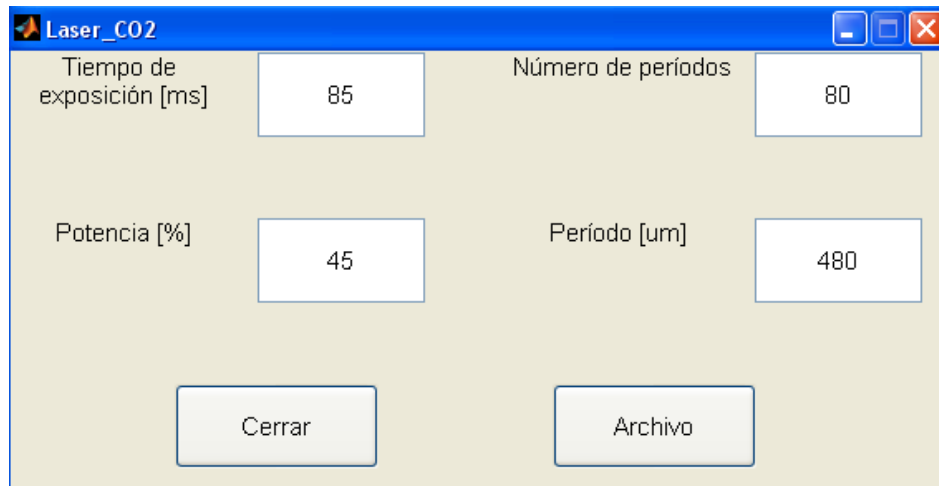 Laser_CO2
Tiempo de
exposición [ms]
85
Número de períodos
80
Potencia [%]
45
Período [um]
480
Cerrar
Archivo